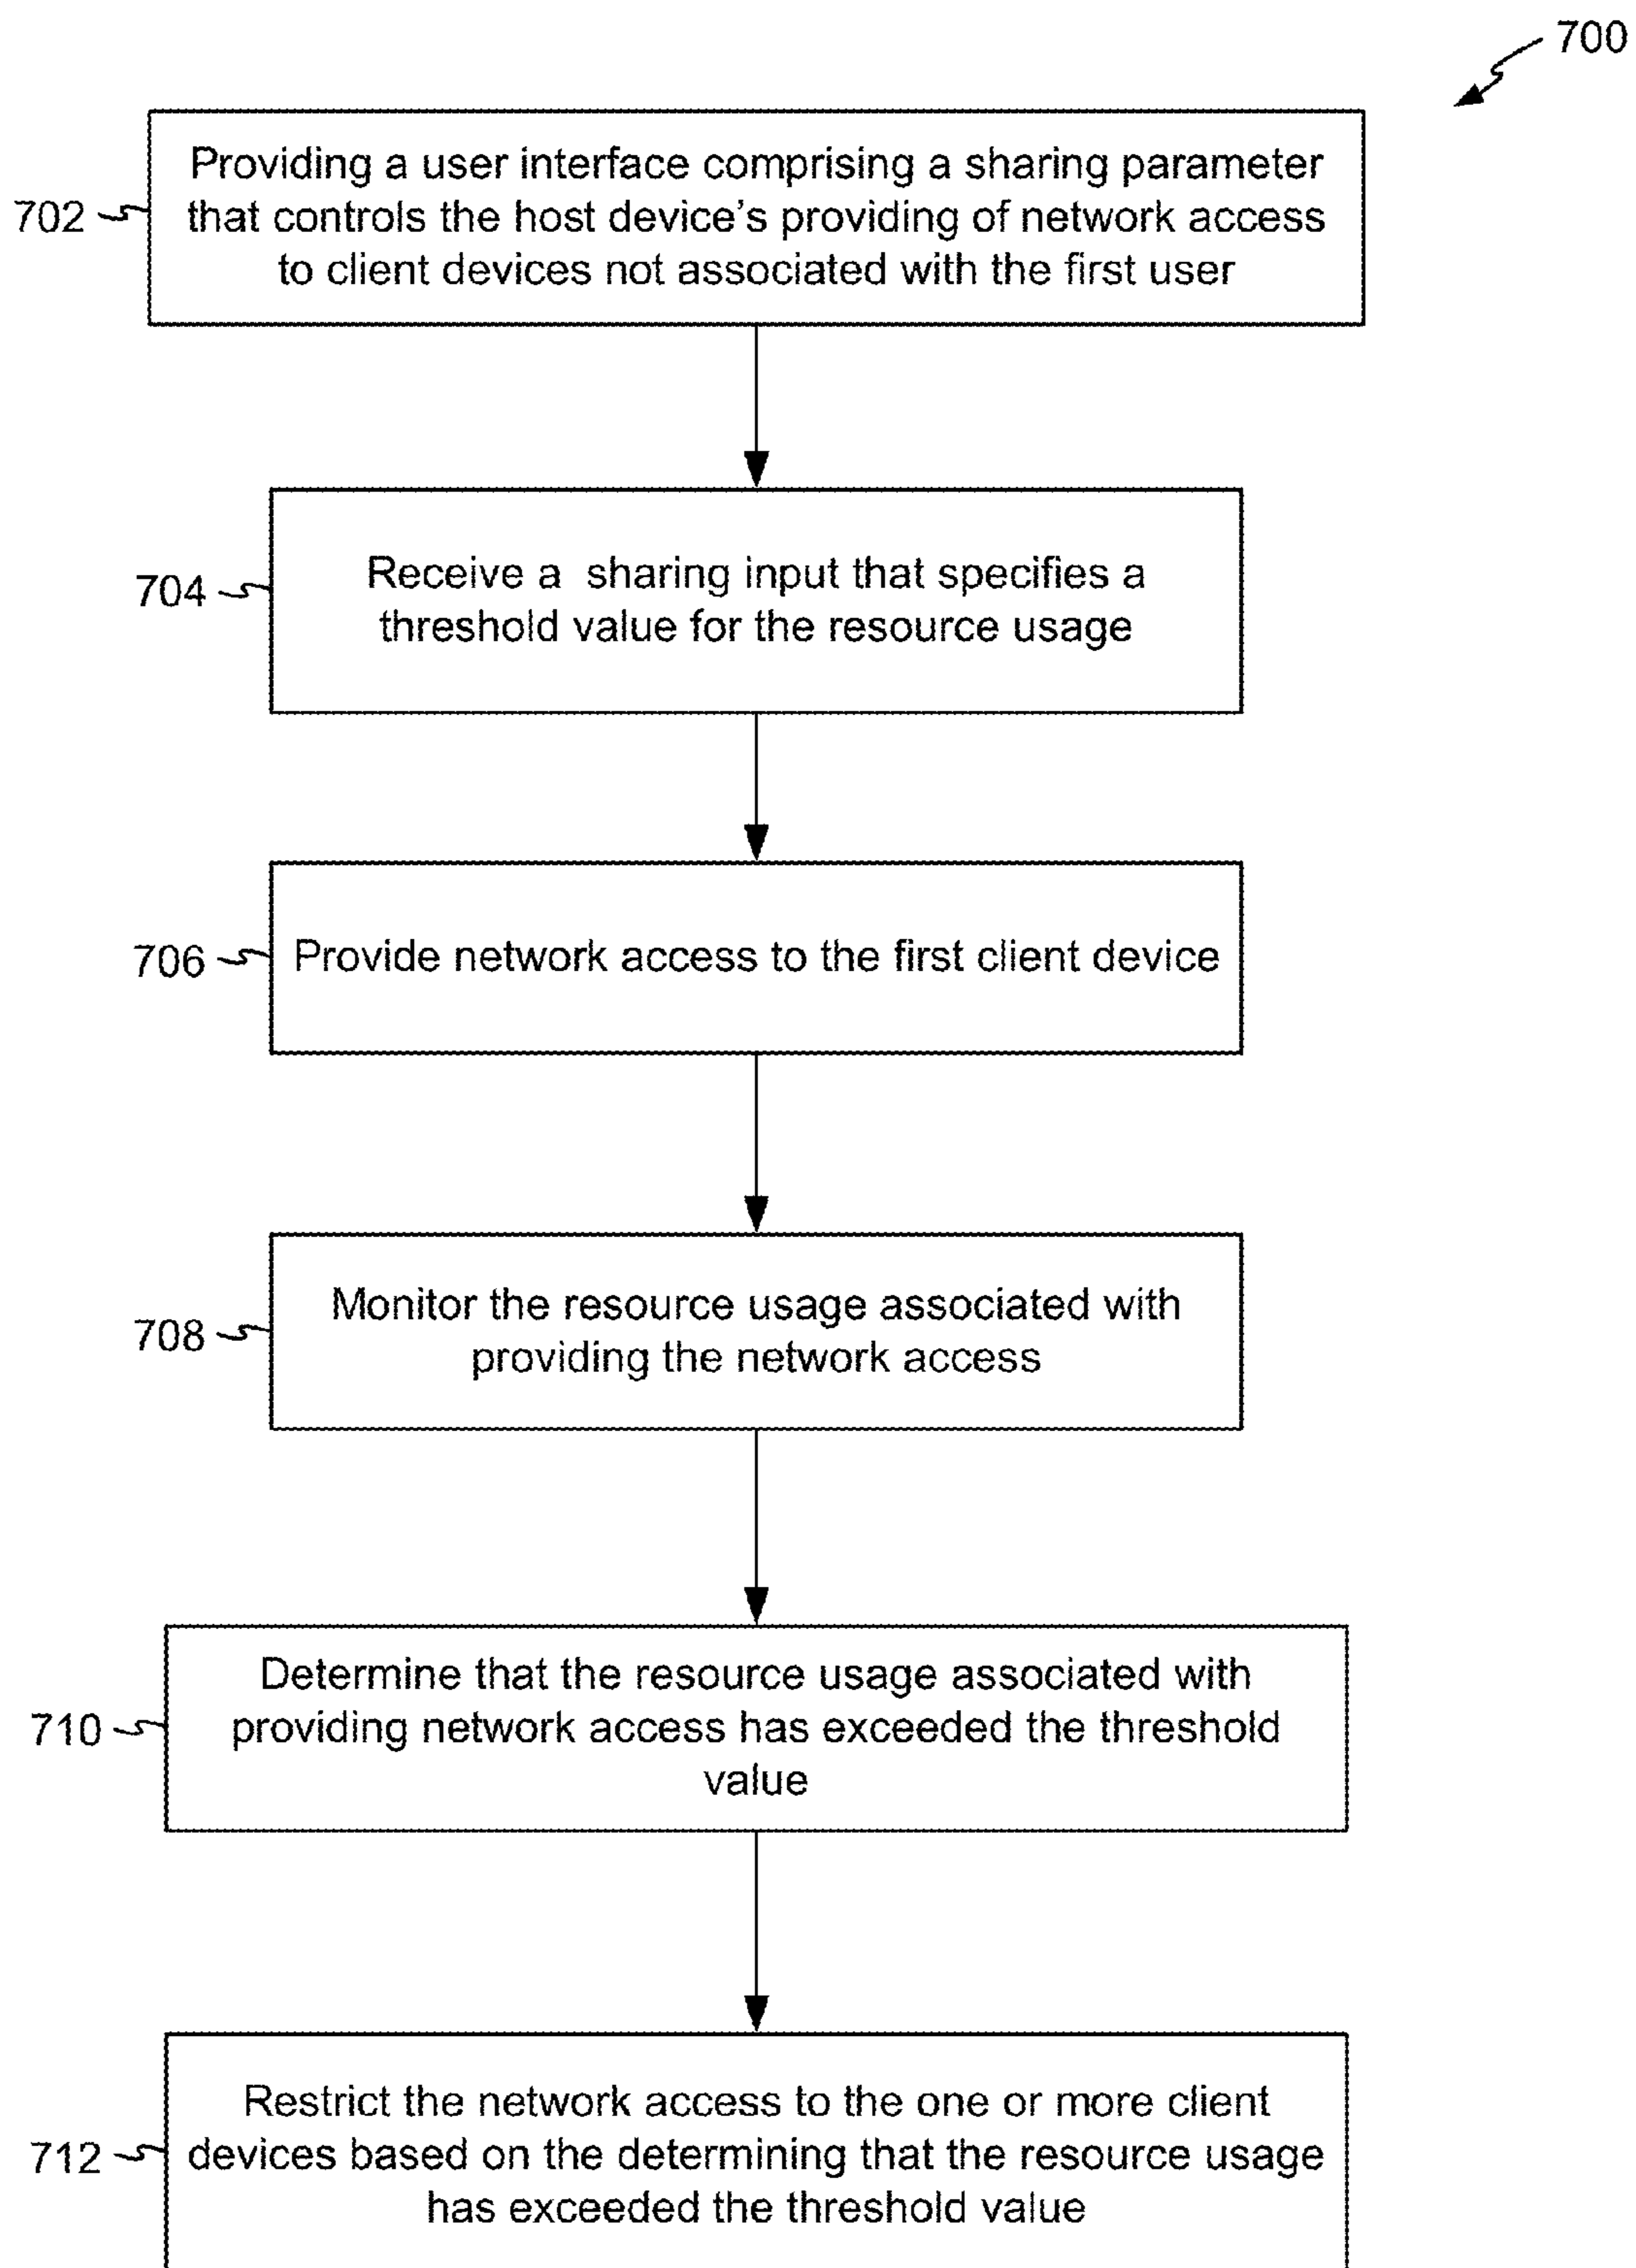 700
702
Providing a user interface comprising a sharing parameter
that controls the host device's providing of network access
to client devices not associated with the first user
704
Receive a sharing input that specifies a
threshold value for the resource usage
706
Provide network access to the first client device
708
Monitor the resource usage associated with
providing the network access
710
Determine that the resource usage associated with
providing network access has exceeded the threshold
value
712
Restrict the network access to the one or more client
devices based on the determining that the resource usage
has exceeded the threshold value